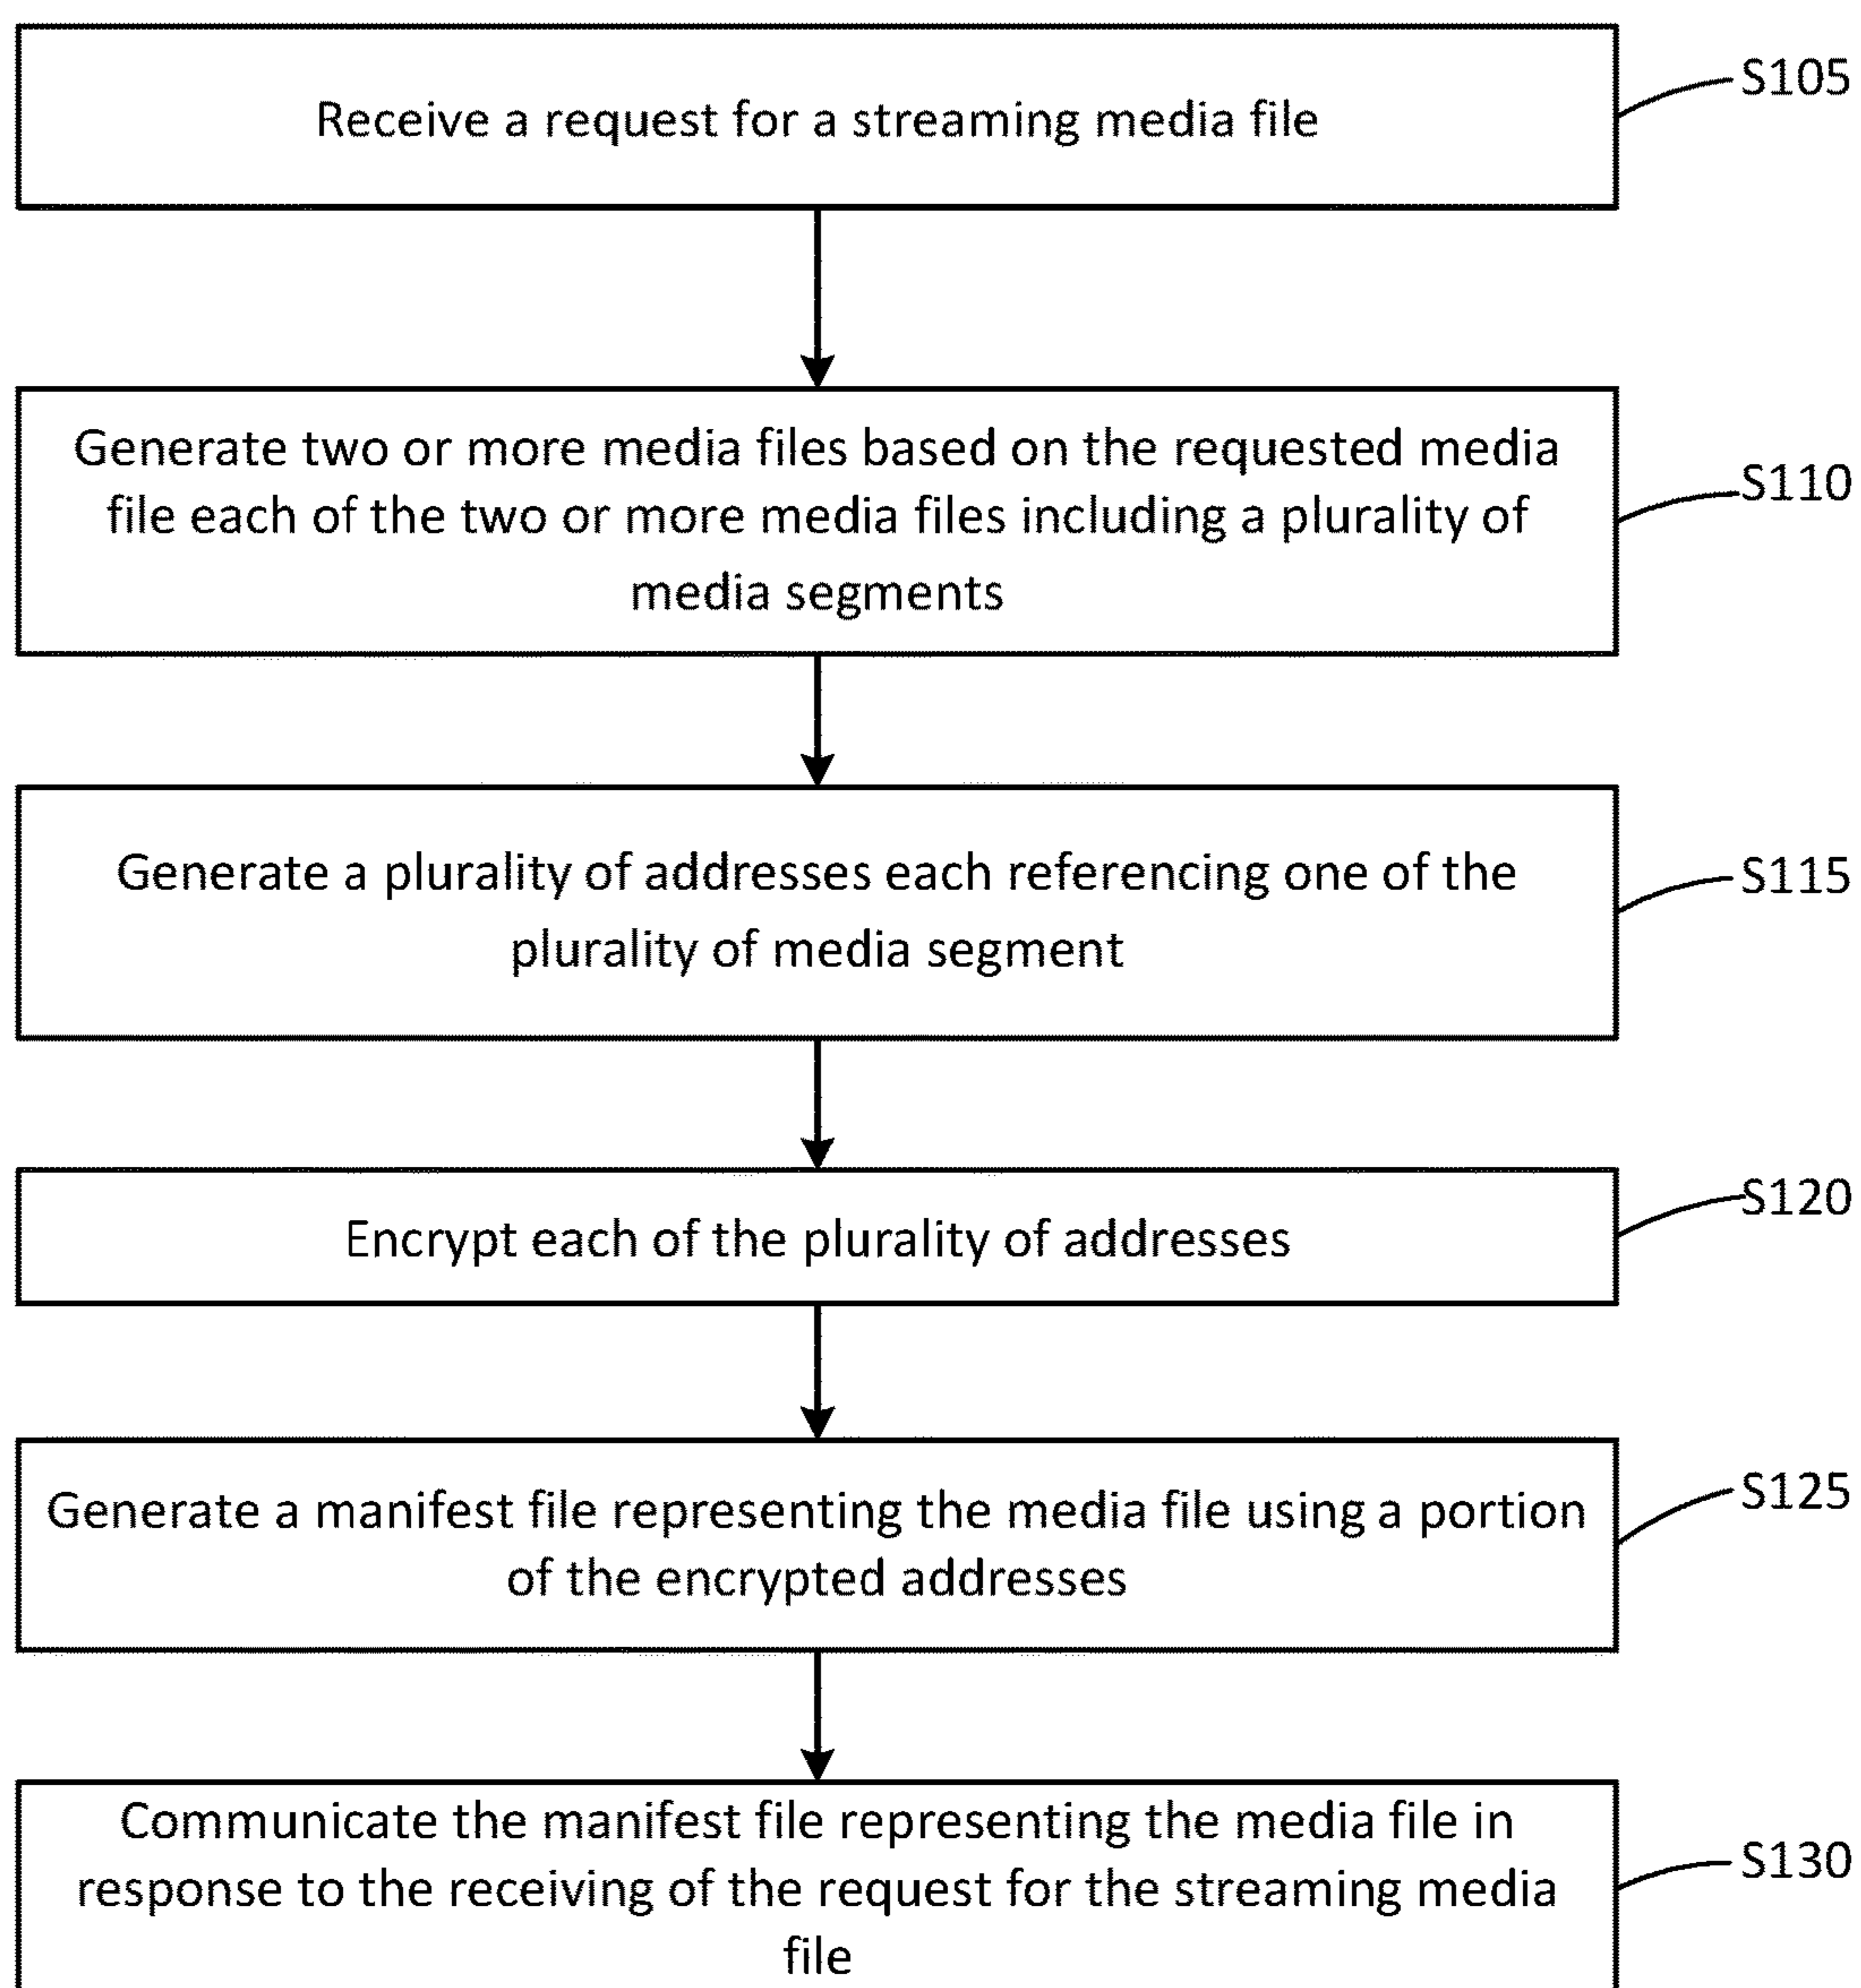 Receive a request for a streaming media file
S105
Generate two or more media files based on the requested media
file each of the two or more media files including a plurality of
media segments
S110
Generate a plurality of addresses each referencing one of the
plurality of media segment
S115
Encrypt each of the plurality of addresses
S120
Generate a manifest file representing the media file using a portion
of the encrypted addresses
S125
Communicate the manifest file representing the media file in
response to the receiving of the request for the streaming media
file
S130